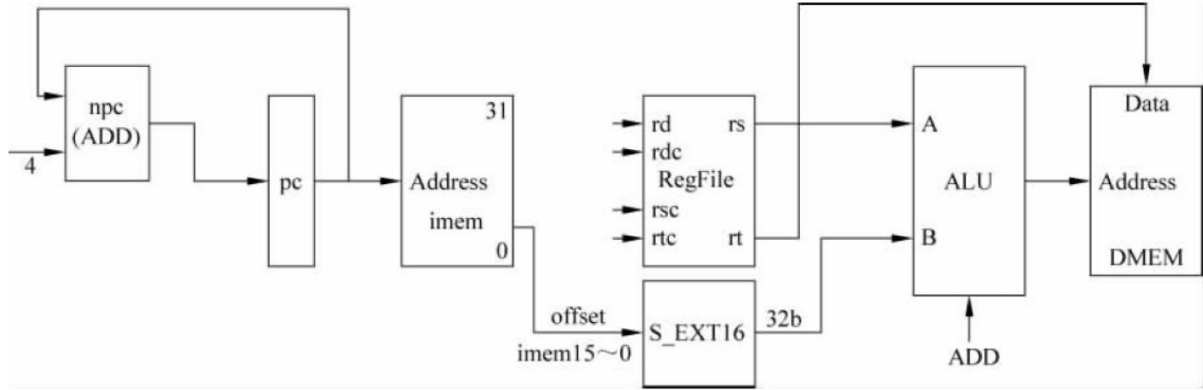 npc
(ADD)
4
pc
31
Address
imem
0
rd
rs
rdc
RegFile
rsc
rtc
rt
offset
imem15～0
S_EXT16
32b
A
ALU
B
ADD
Data
Address
DMEM